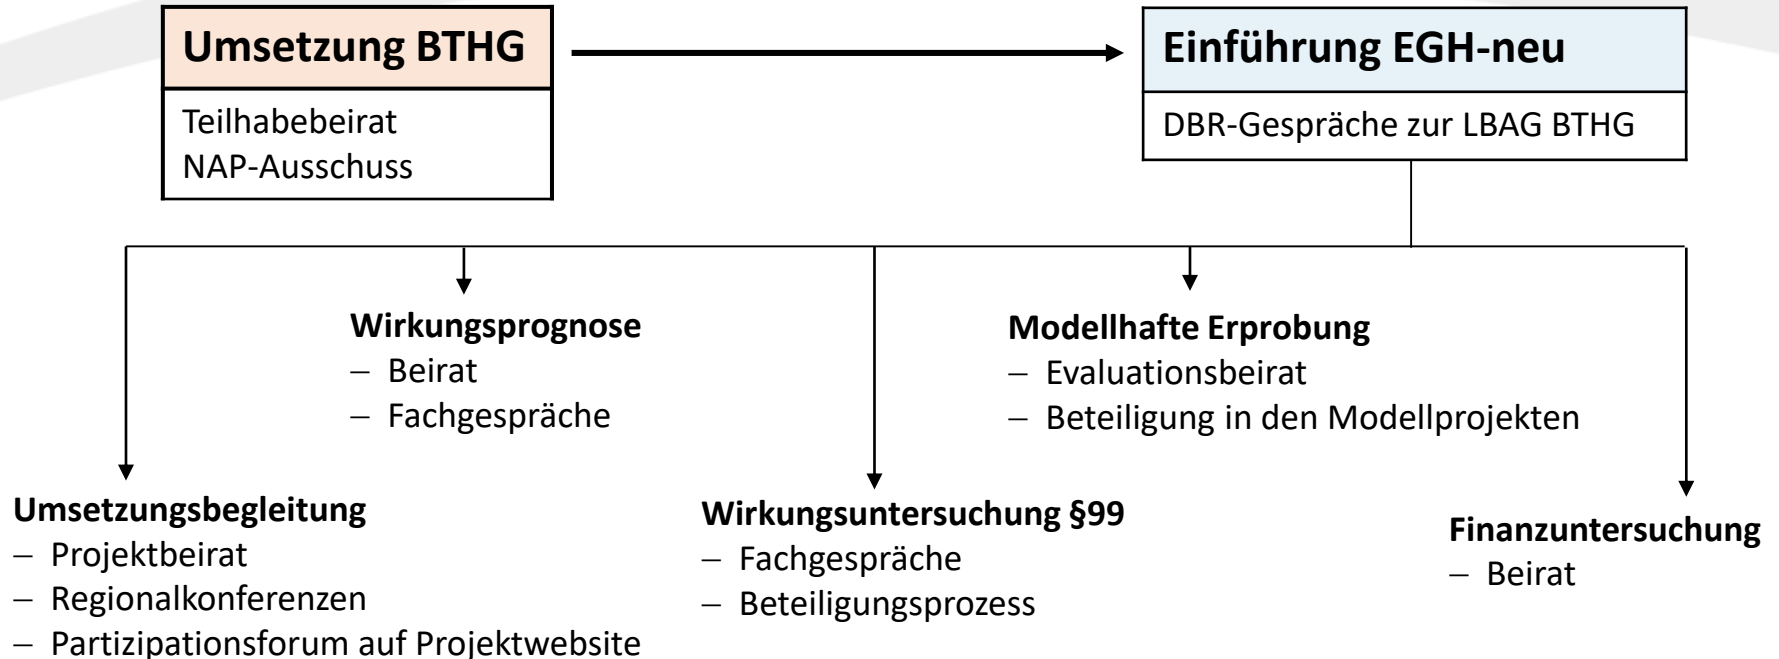 Umsetzung BTHG
Teilhabebeirat
NAP-Ausschuss
Einführung EGH-neu
DBR-Gespräche zur LBAG BTHG
Wirkungsprognose
– Beirat
– Fachgespräche
Modellhafte Erprobung
– Evaluationsbeirat
– Beteiligung in den Modellprojekten
Umsetzungsbegleitung
– Projektbeirat
– Regionalkonferenzen
– Partizipationsforum auf Projektwebsite
Wirkungsuntersuchung §99
– Fachgespräche
– Beteiligungsprozess
Finanzuntersuchung
– Beirat